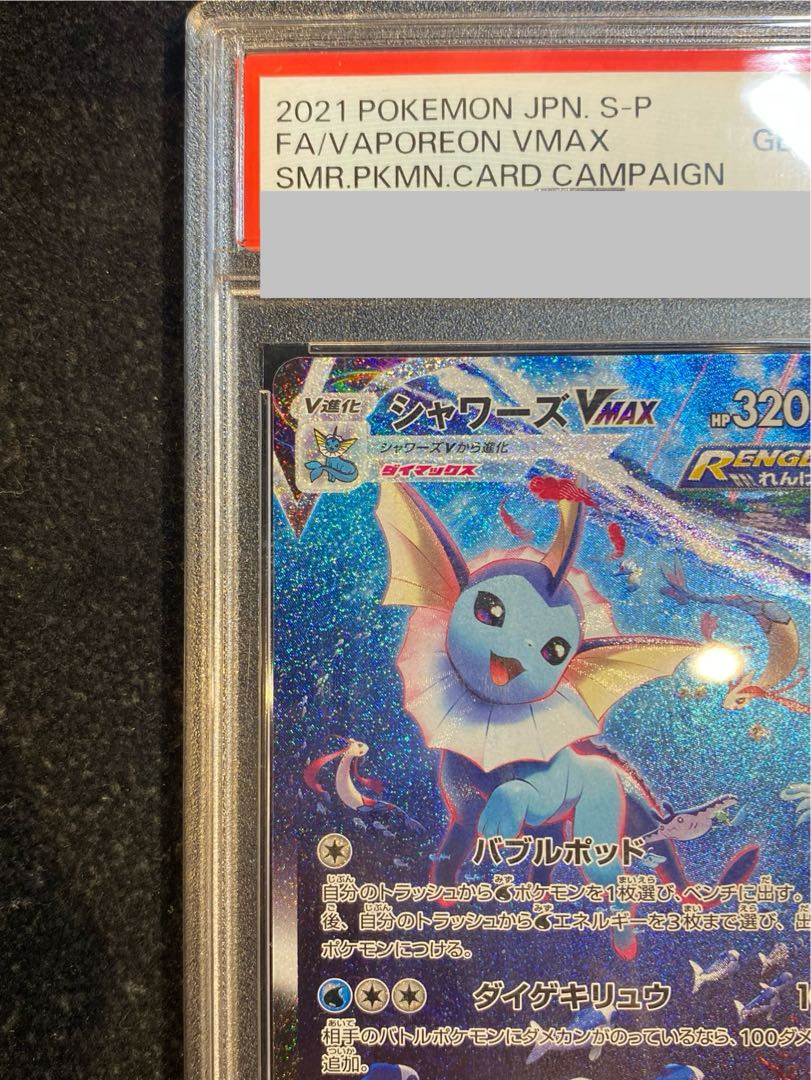 2021 POKEMON JPN. S-P
FA/VAPOREON VMAX
SMR.PKMN.CARD CAMPAIGN
V進化
シャワーズVMAX
HP 320
シャワーズVから進化
ダイマックス
れんげ
バブルポッド
自分のトラッシュからポケモンを1枚選び、ベンチに出す。
後、自分のトラッシュからエネルギーを3枚まで選び、出
ポケモンにつける。
ダイゲキリュウ
相手のバトルポケモンにダメカンがのっているなら、100ダメ
追加。